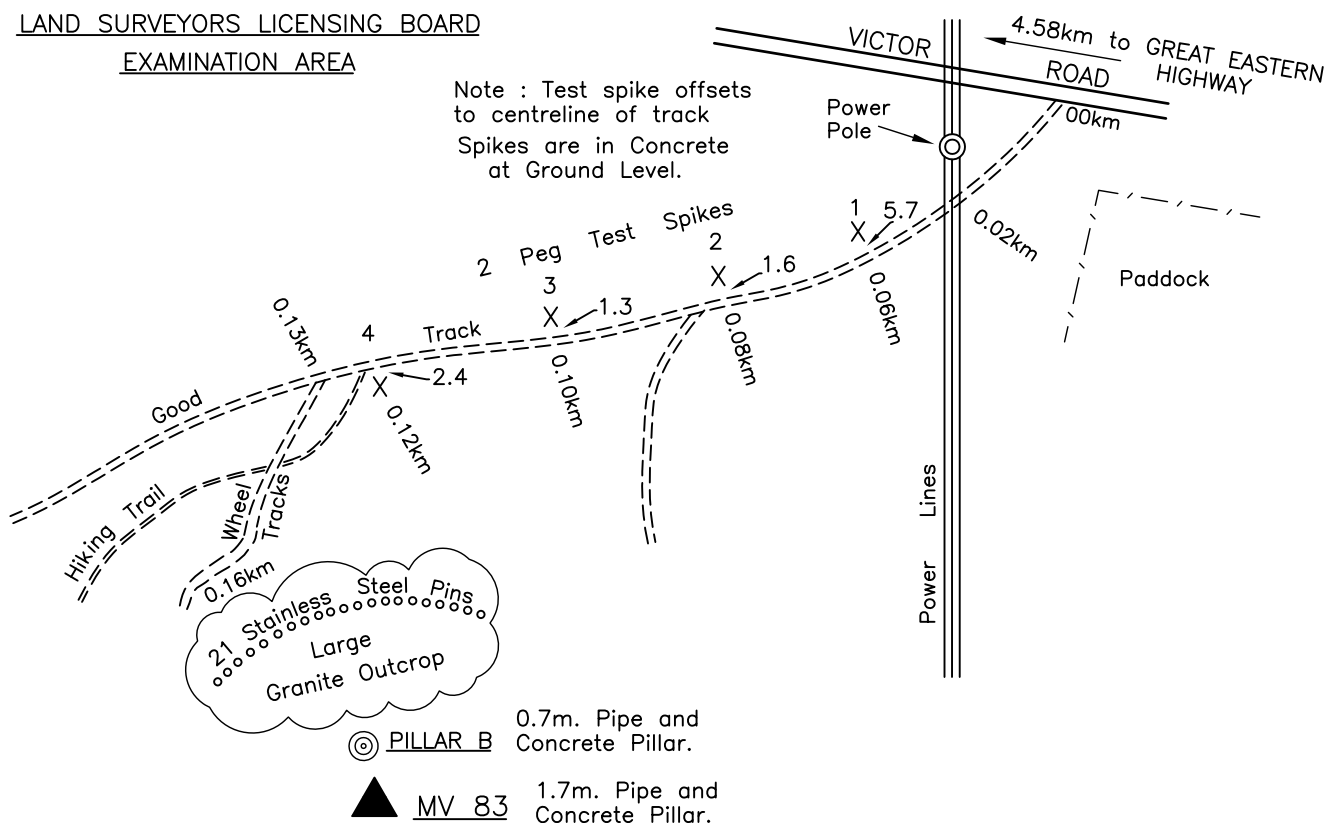 LAND SURVEYORS LICENSING BOARD
EXAMINATION AREA
Note : Test spike offsets
to centreline of track
Spikes are in Concrete
at Ground Level.
VICTOR ROAD
4.58km to GREAT EASTERN
HIGHWAY
00km
Power
Pole
0.02km
Paddock
2 Peg Test Spikes
1
5.7
0.06km
2
1.6
0.08km
3
1.3
0.10km
4
2.4
0.12km
0.13km
Good Track
Hiking Trail
Wheel
Tracks
0.16km
Power Lines
21 Stainless Steel Pins
Large
Granite Outcrop
PILLAR B
0.7m. Pipe and
Concrete Pillar.
MV 83
1.7m. Pipe and
Concrete Pillar.